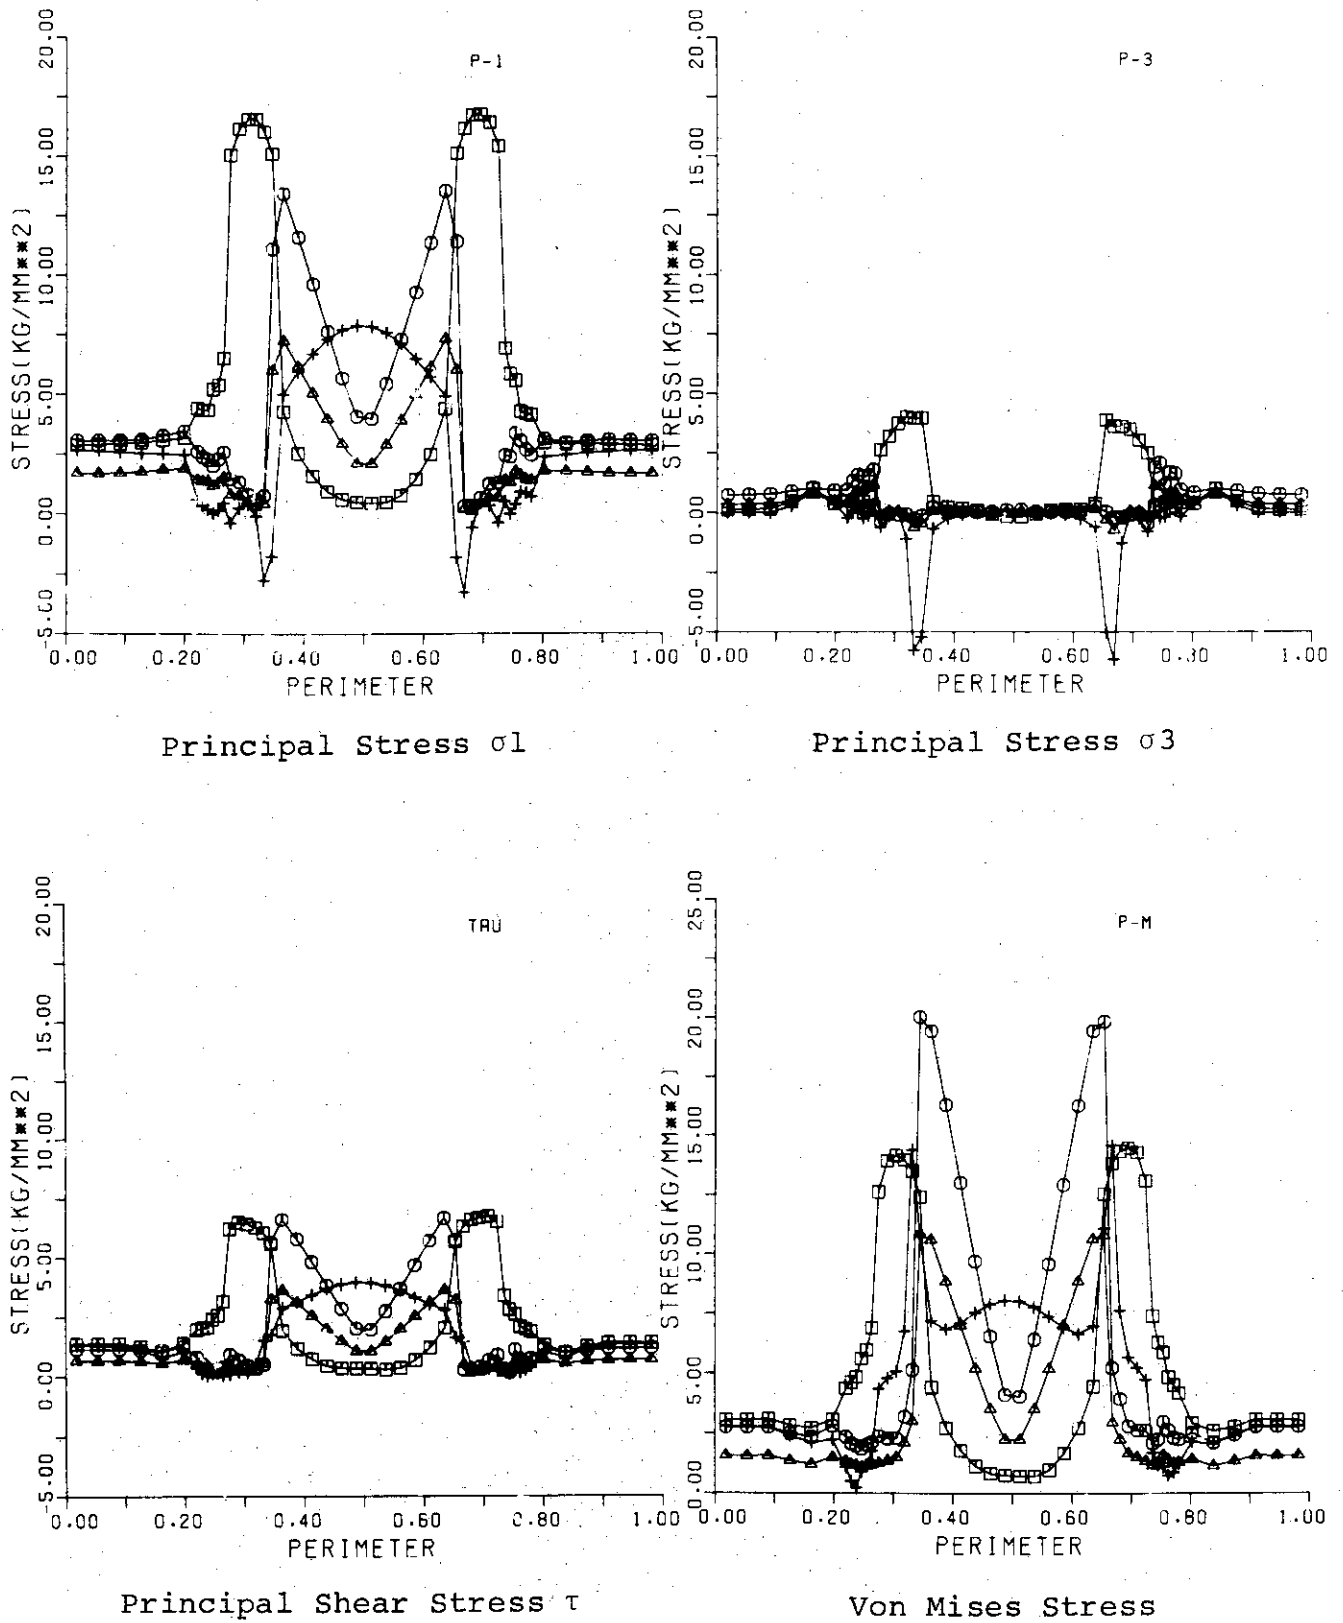 P-1
20.00
15.00
10.00
5.00
0.00
-5.00
STRESS(KG/MM**2)
0.00 0.20 0.40 0.60 0.80 1.00
PERIMETER
Principal Stress σ1
P-3
20.00
15.00
10.00
5.00
0.00
-5.00
STRESS(KG/MM**2)
0.00 0.20 0.40 0.60 0.80 1.00
PERIMETER
Principal Stress σ3
TAU
20.00
15.00
10.00
5.00
0.00
-5.00
STRESS(KG/MM**2)
0.00 0.20 0.40 0.60 0.80 1.00
PERIMETER
Principal Shear Stress τ
P-M
25.00
20.00
15.00
10.00
5.00
0.00
STRESS(KG/MM**2)
0.00 0.20 0.40 0.60 0.80 1.00
PERIMETER
Von Mises Stress